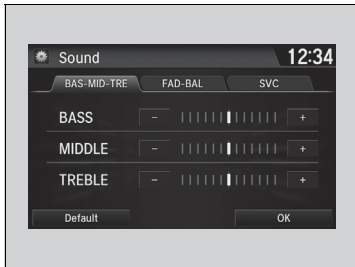 Sound 12:34
BAS-MID-TRE FAD-BAL SVC
BASS - +
MIDDLE - +
TREBLE - +
Default OK